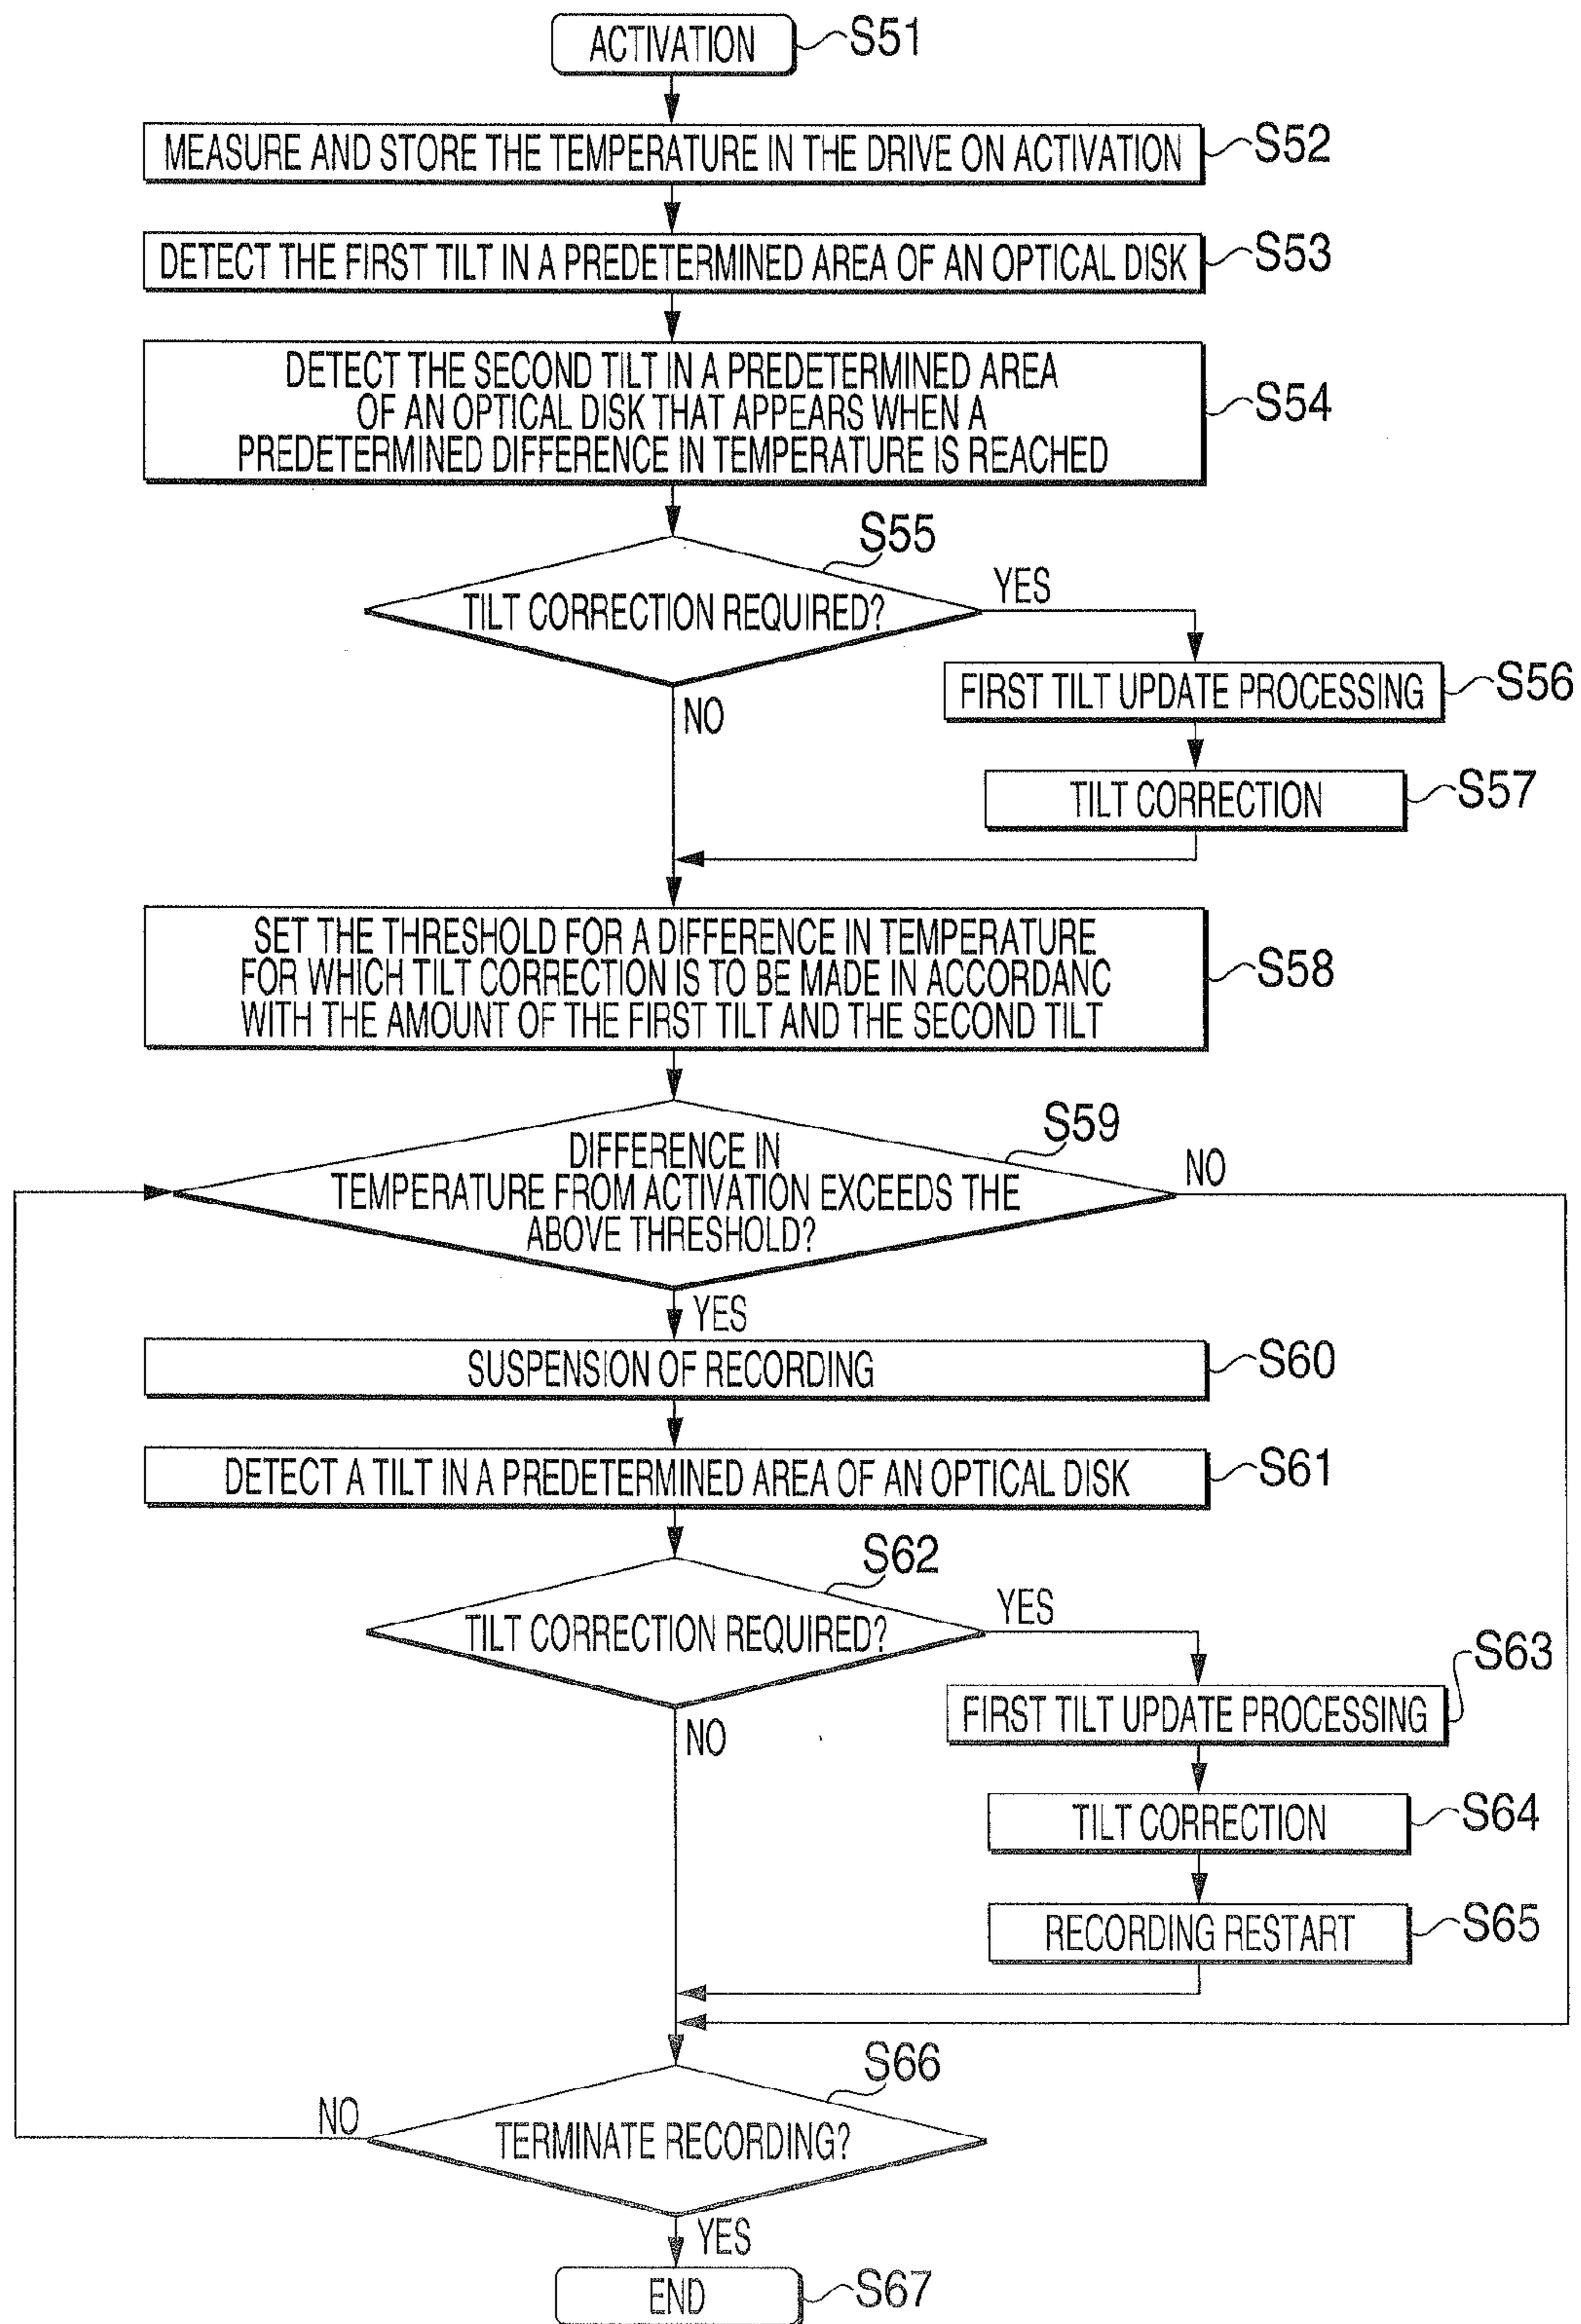 ACTIVATION
S51
MEASURE AND STORE THE TEMPERATURE IN THE DRIVE ON ACTIVATION
S52
DETECT THE FIRST TILT IN A PREDETERMINED AREA OF AN OPTICAL DISK
S53
DETECT THE SECOND TILT IN A PREDETERMINED AREA
OF AN OPTICAL DISK THAT APPEARS WHEN A
PREDETERMINED DIFFERENCE IN TEMPERATURE IS REACHED
S54
S55
TILT CORRECTION REQUIRED?
YES
NO
FIRST TILT UPDATE PROCESSING
S56
TILT CORRECTION
S57
SET THE THRESHOLD FOR A DIFFERENCE IN TEMPERATURE
FOR WHICH TILT CORRECTION IS TO BE MADE IN ACCORDANC
WITH THE AMOUNT OF THE FIRST TILT AND THE SECOND TILT
S58
S59
DIFFERENCE IN
TEMPERATURE FROM ACTIVATION EXCEEDS THE
ABOVE THRESHOLD?
NO
YES
SUSPENSION OF RECORDING
S60
DETECT A TILT IN A PREDETERMINED AREA OF AN OPTICAL DISK
S61
S62
TILT CORRECTION REQUIRED?
YES
NO
FIRST TILT UPDATE PROCESSING
S63
TILT CORRECTION
S64
RECORDING RESTART
S65
S66
TERMINATE RECORDING?
NO
YES
END
S67